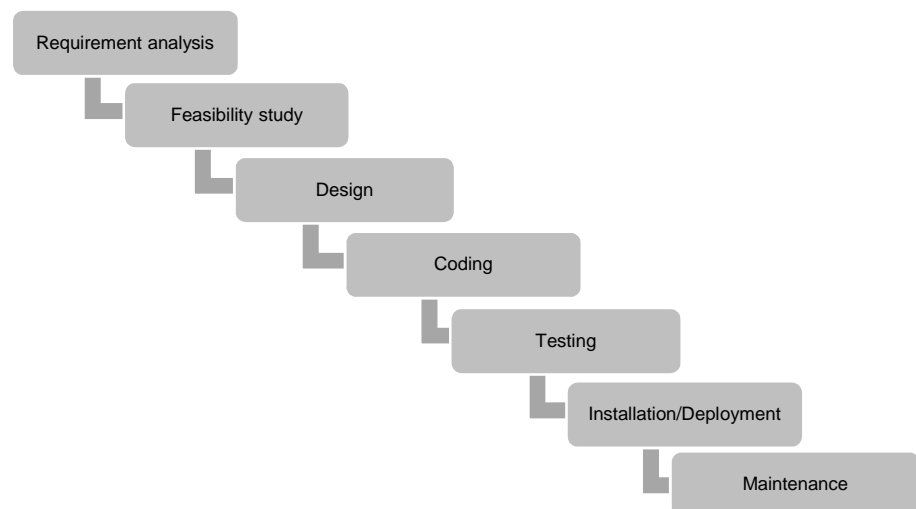 Requirement analysis
Feasibility study
Design
Coding
Testing
Installation/Deployment
Maintenance